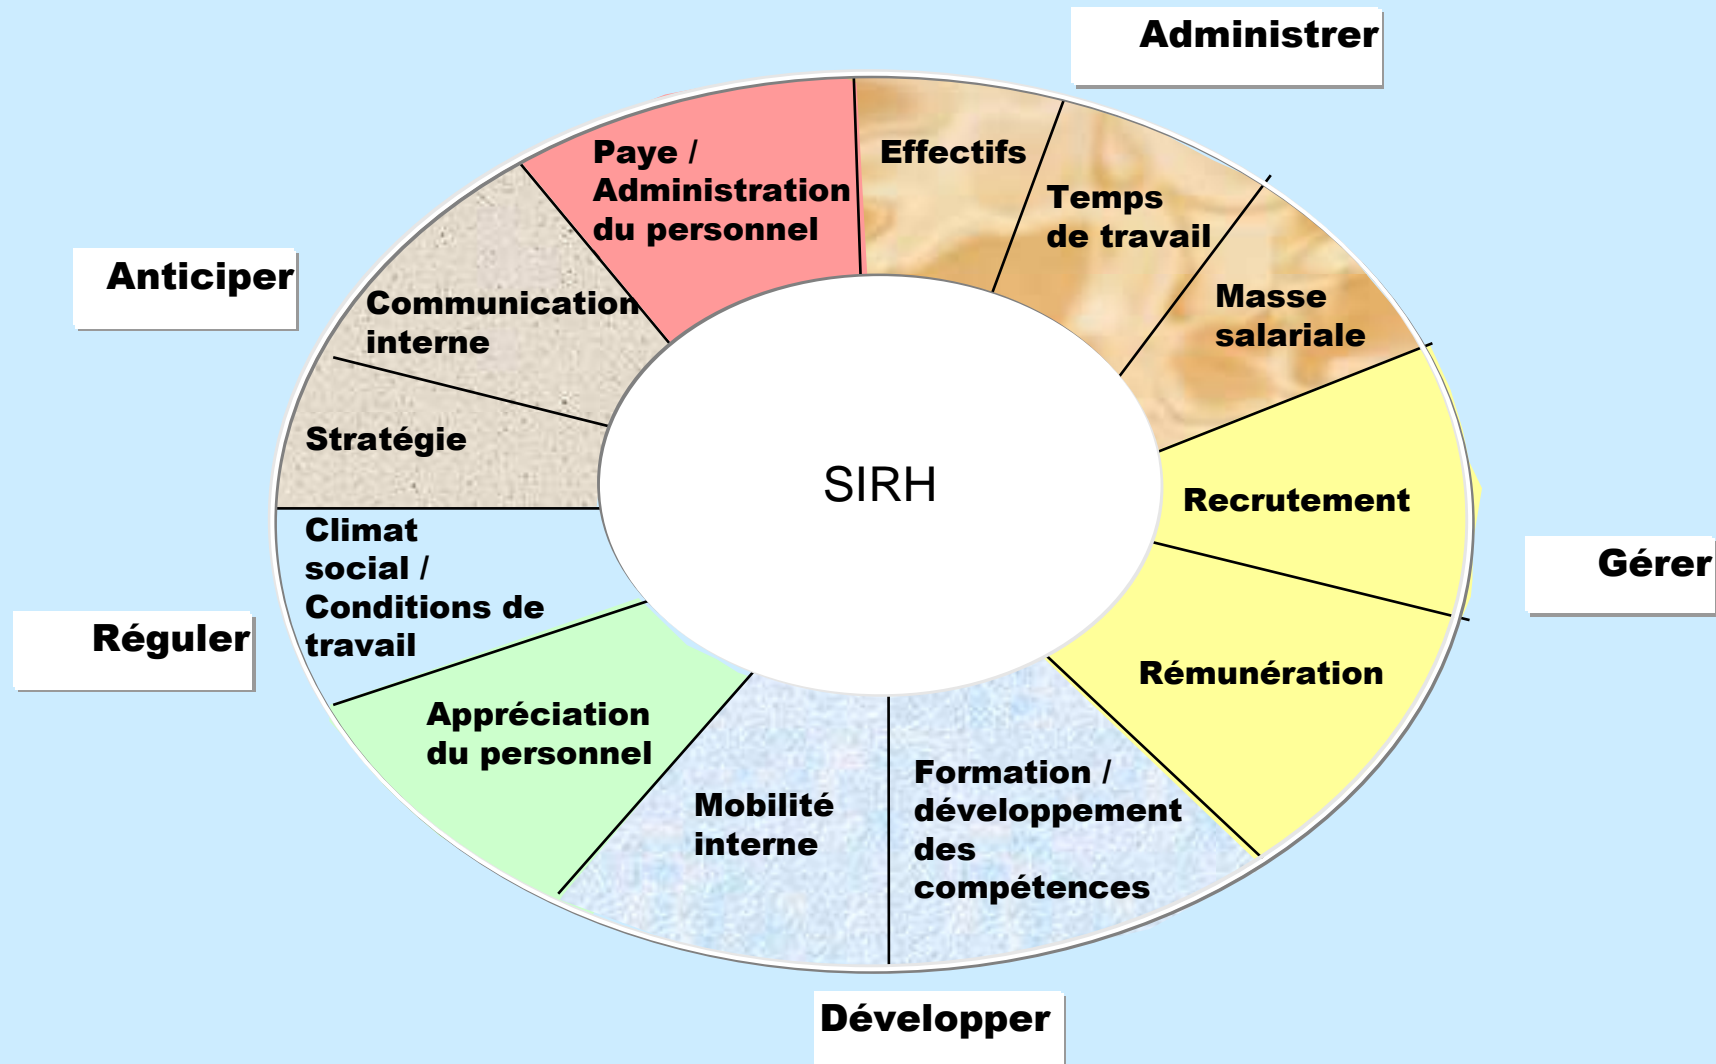 Administrer
Paye /
Administration
du personnel
Effectifs
Temps
de travail
Masse
salariale
Anticiper
Communication
interne
Stratégie
SIRH
Recrutement
Gérer
Climat
social /
Conditions de
travail
Réguler
Rémunération
Appréciation
du personnel
Mobilité
interne
Formation /
développement
des
compétences
Développer